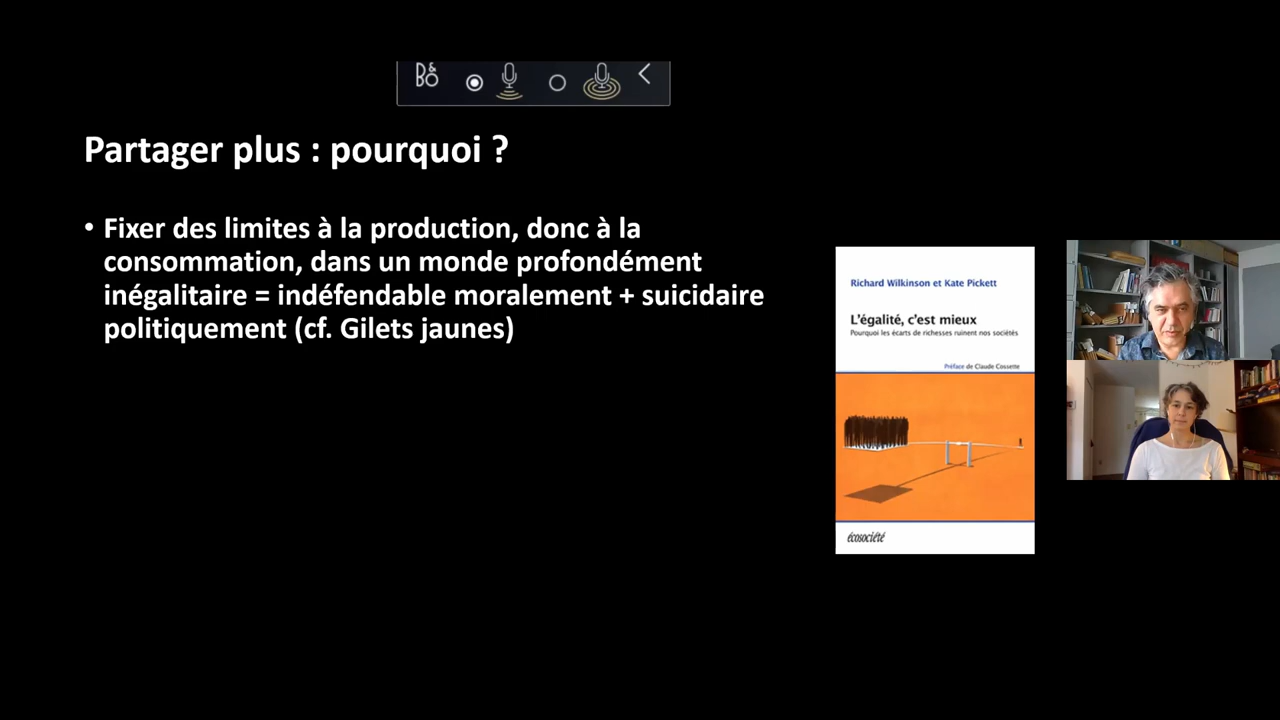 B&O
Partager plus : pourquoi ?
• Fixer des limites à la production, donc à la
consommation, dans un monde profondément
inégalitaire = indéfendable moralement + suicidaire
politiquement (cf. Gilets jaunes)
Richard Wilkinson et Kate Pickett
L'égalité, c'est mieux
Pourquoi les écarts de richesses ruinent nos sociétés
Préface de Claude Cossette
écosociété